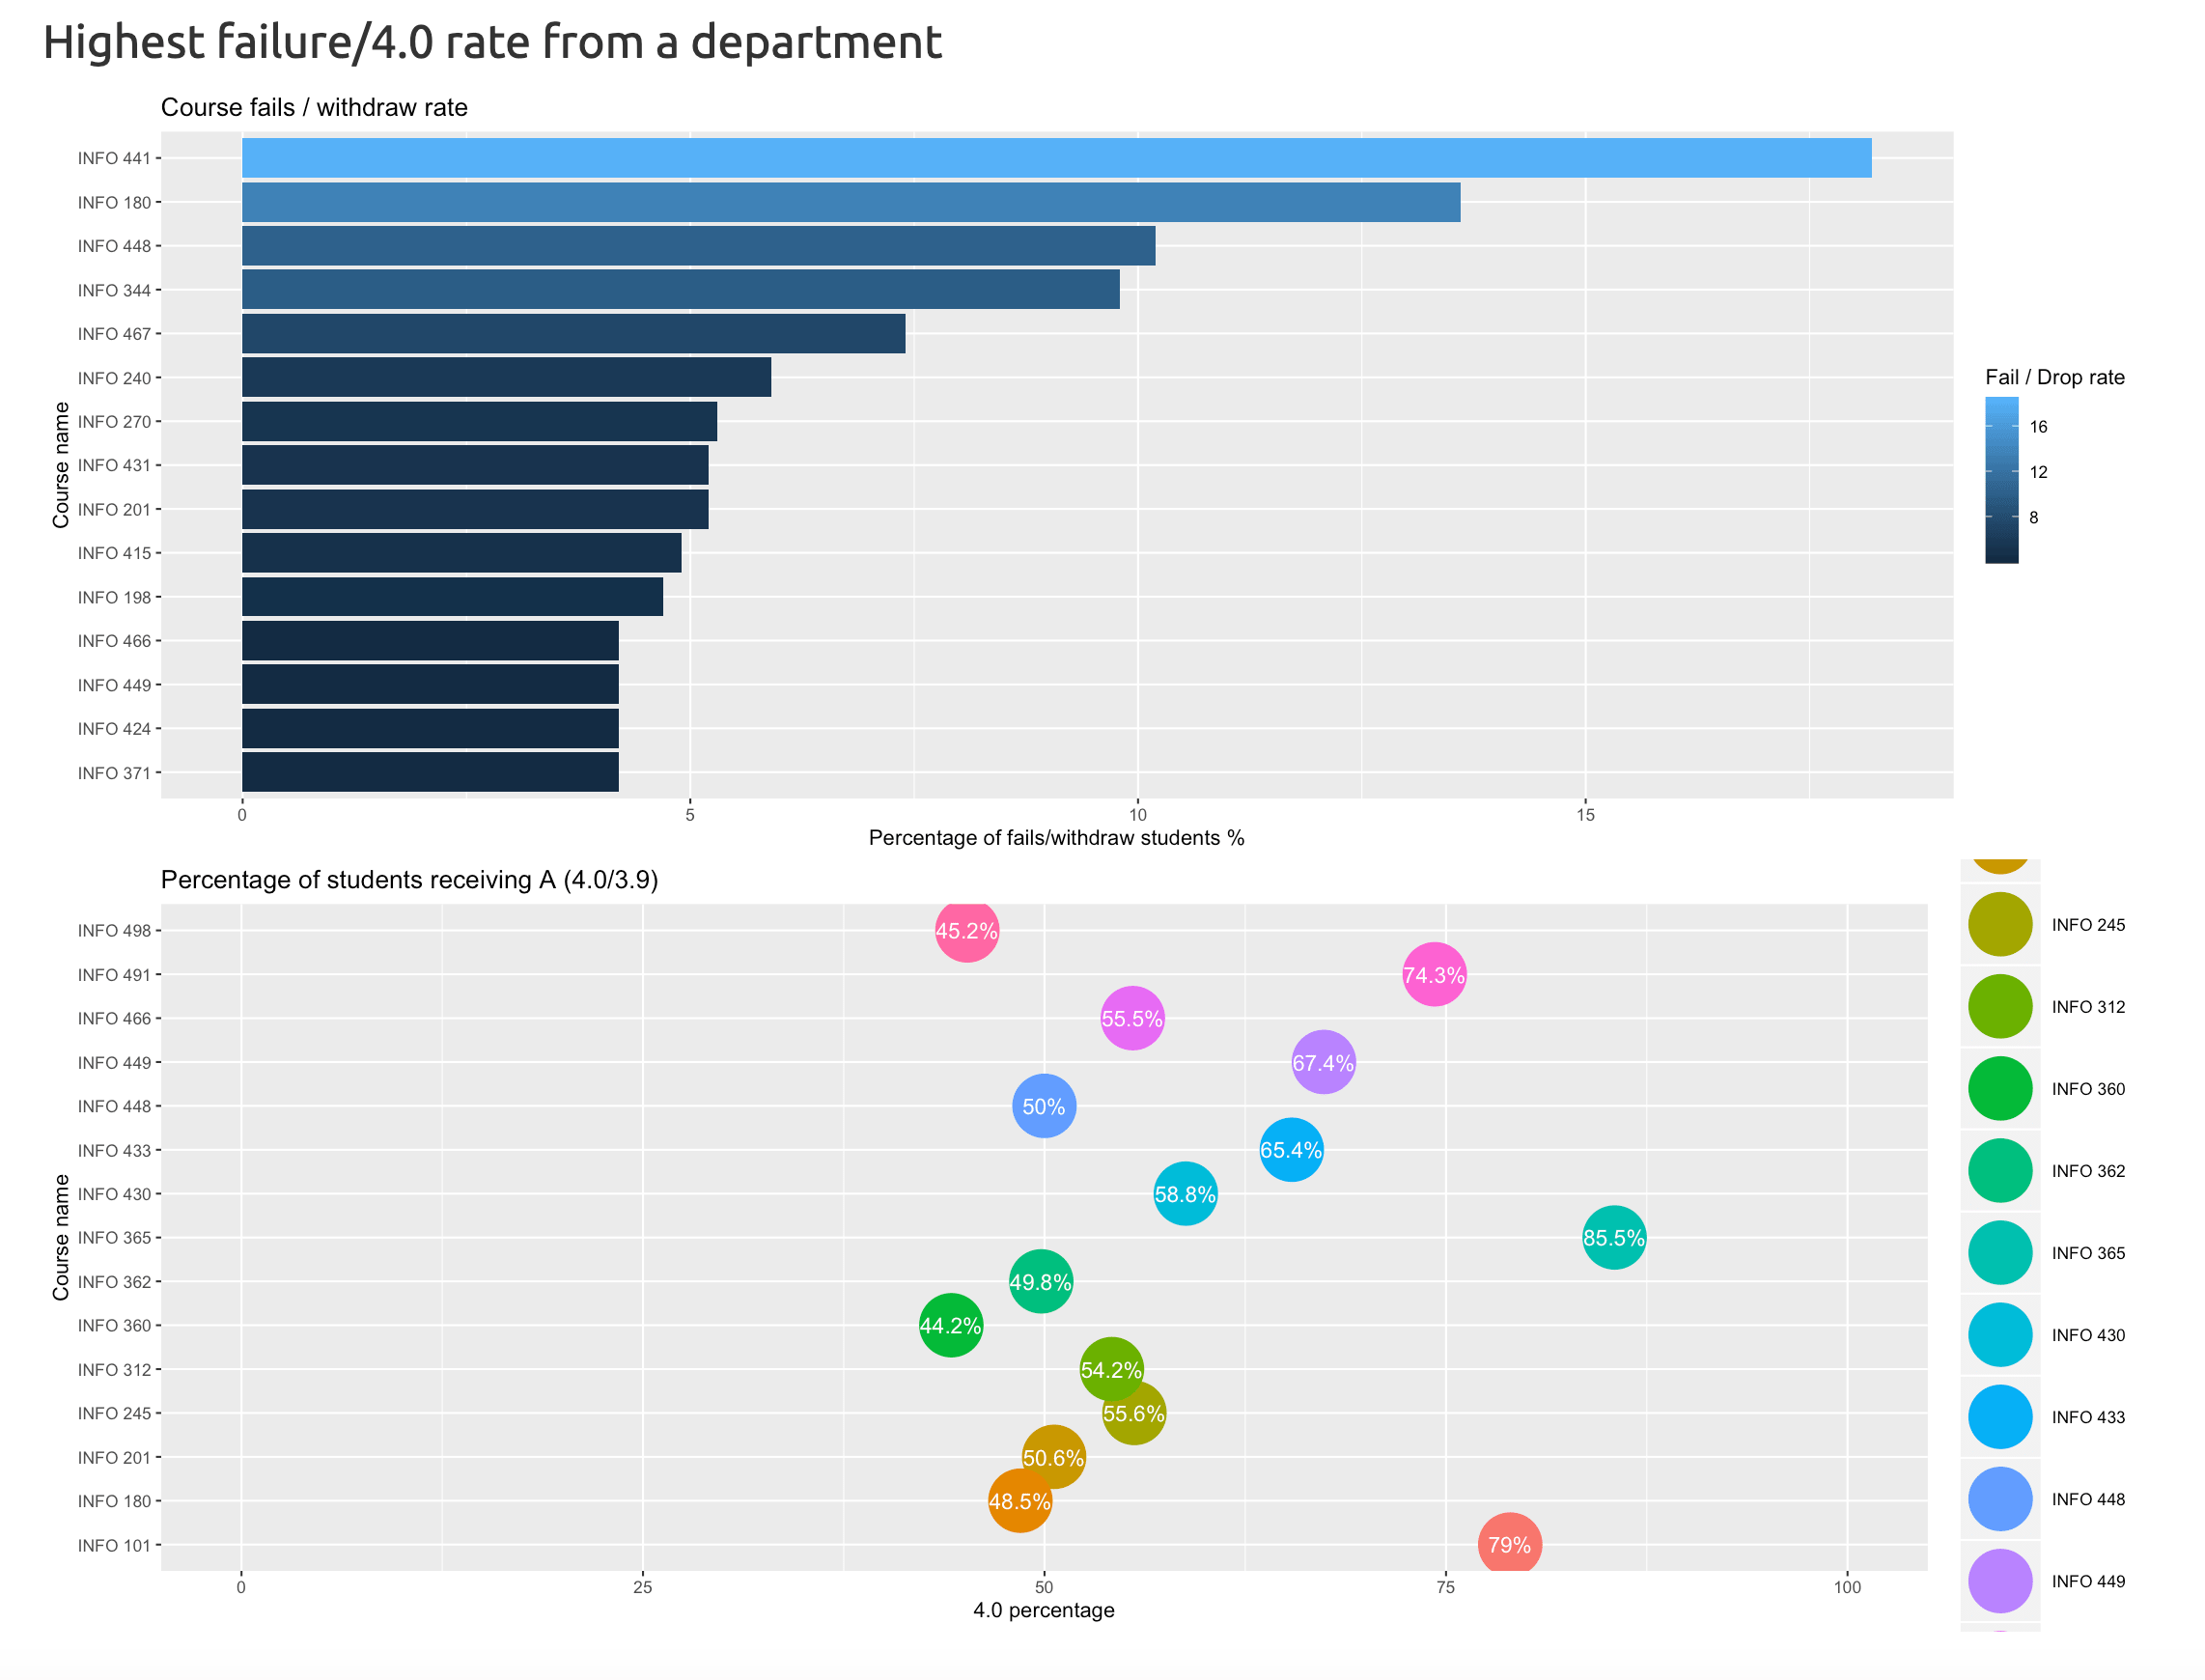 Highest failure/4.0 rate from a department
Course fails / withdraw rate
Course name
INFO 441
INFO 180
INFO 448
INFO 344
INFO 467
INFO 240
INFO 270
INFO 431
INFO 201
INFO 415
INFO 198
INFO 466
INFO 449
INFO 424
INFO 371
0 5 10 15
Percentage of fails/withdraw students %
Fail / Drop rate
16
12
8
Percentage of students receiving A (4.0/3.9)
Course name
INFO 498 45.2%
INFO 491 74.3%
INFO 466 55.5%
INFO 449 67.4%
INFO 448 50%
INFO 433 65.4%
INFO 430 58.8%
INFO 365 85.5%
INFO 362 49.8%
INFO 360 44.2%
INFO 312 54.2%
INFO 245 55.6%
INFO 201 50.6%
INFO 180 48.5%
INFO 101 79%
0 25 50 75 100
4.0 percentage
INFO 245
INFO 312
INFO 360
INFO 362
INFO 365
INFO 430
INFO 433
INFO 448
INFO 449